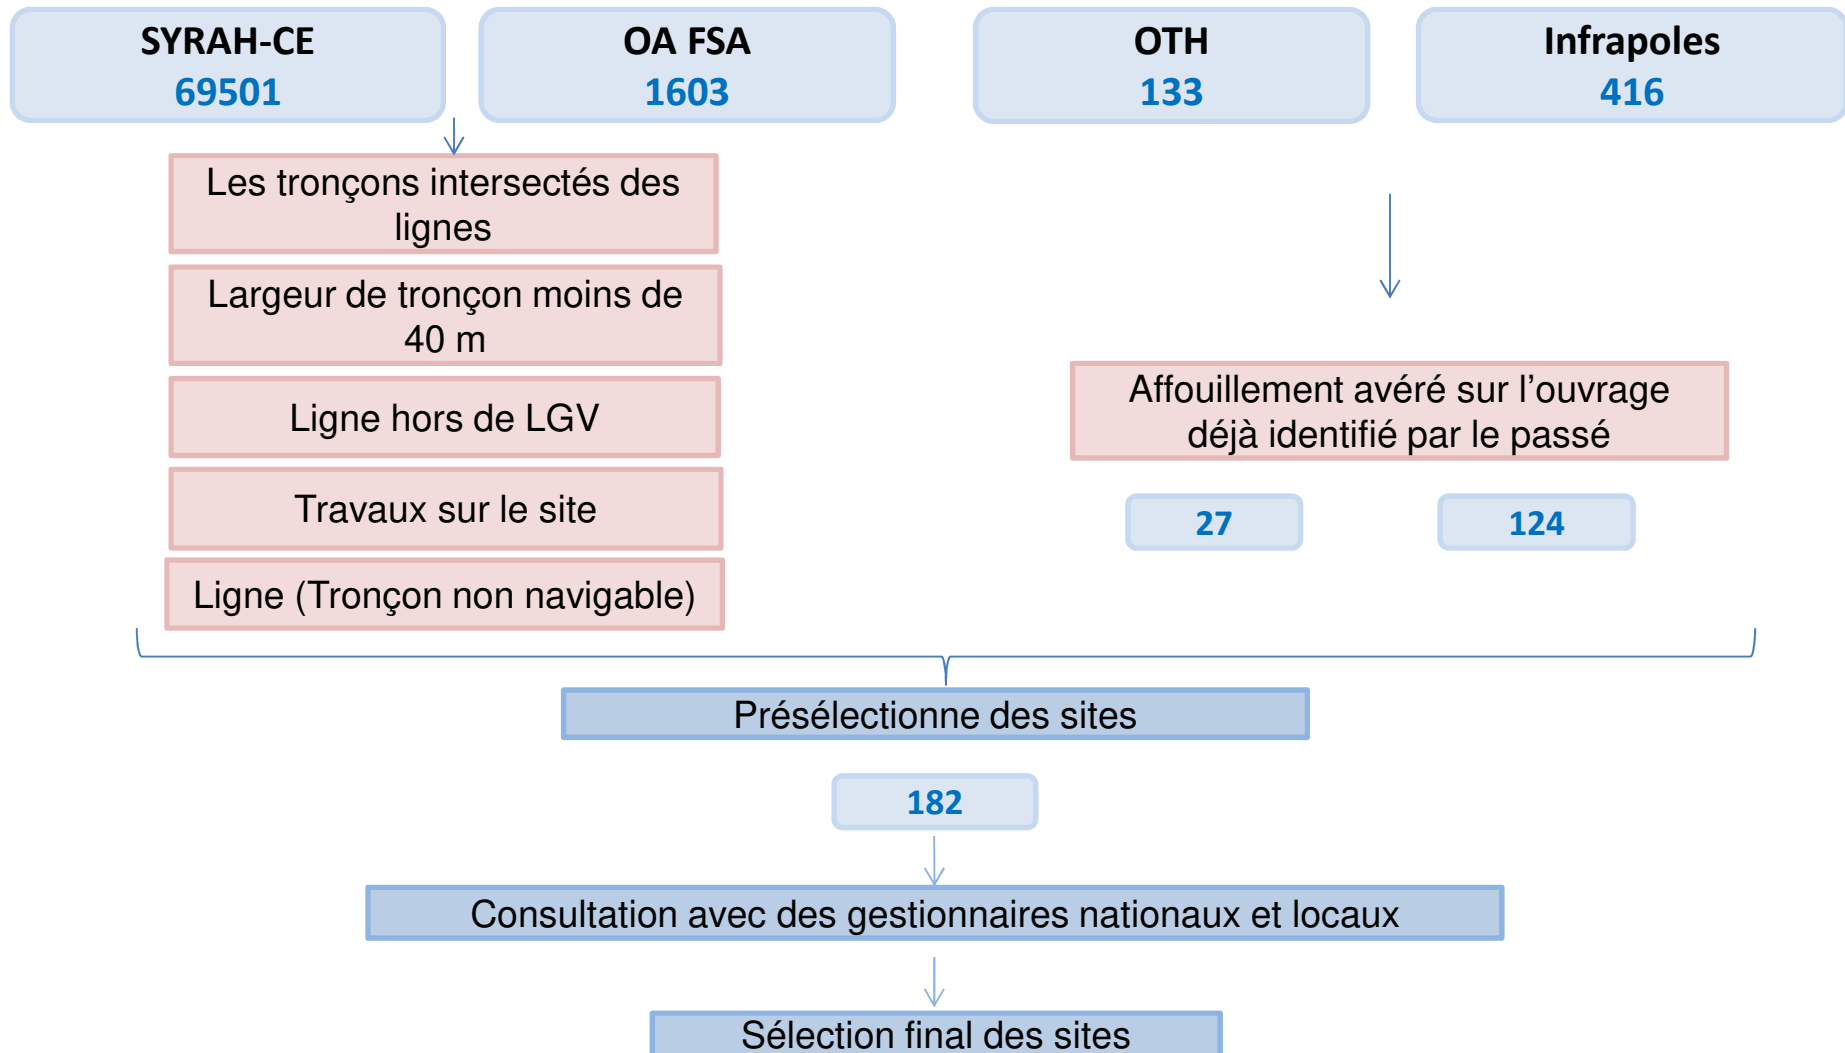 SYRAH-CE
69501
OA FSA
1603
OTH
133
Infrapoles
416
Les tronçons intersectés des
lignes
Largeur de tronçon moins de
40 m
Ligne hors de LGV
Travaux sur le site
Ligne (Tronçon non navigable)
Affouillement avéré sur l’ouvrage
déjà identifié par le passé
27
124
Présélectionne des sites
182
Consultation avec des gestionnaires nationaux et locaux
Sélection final des sites